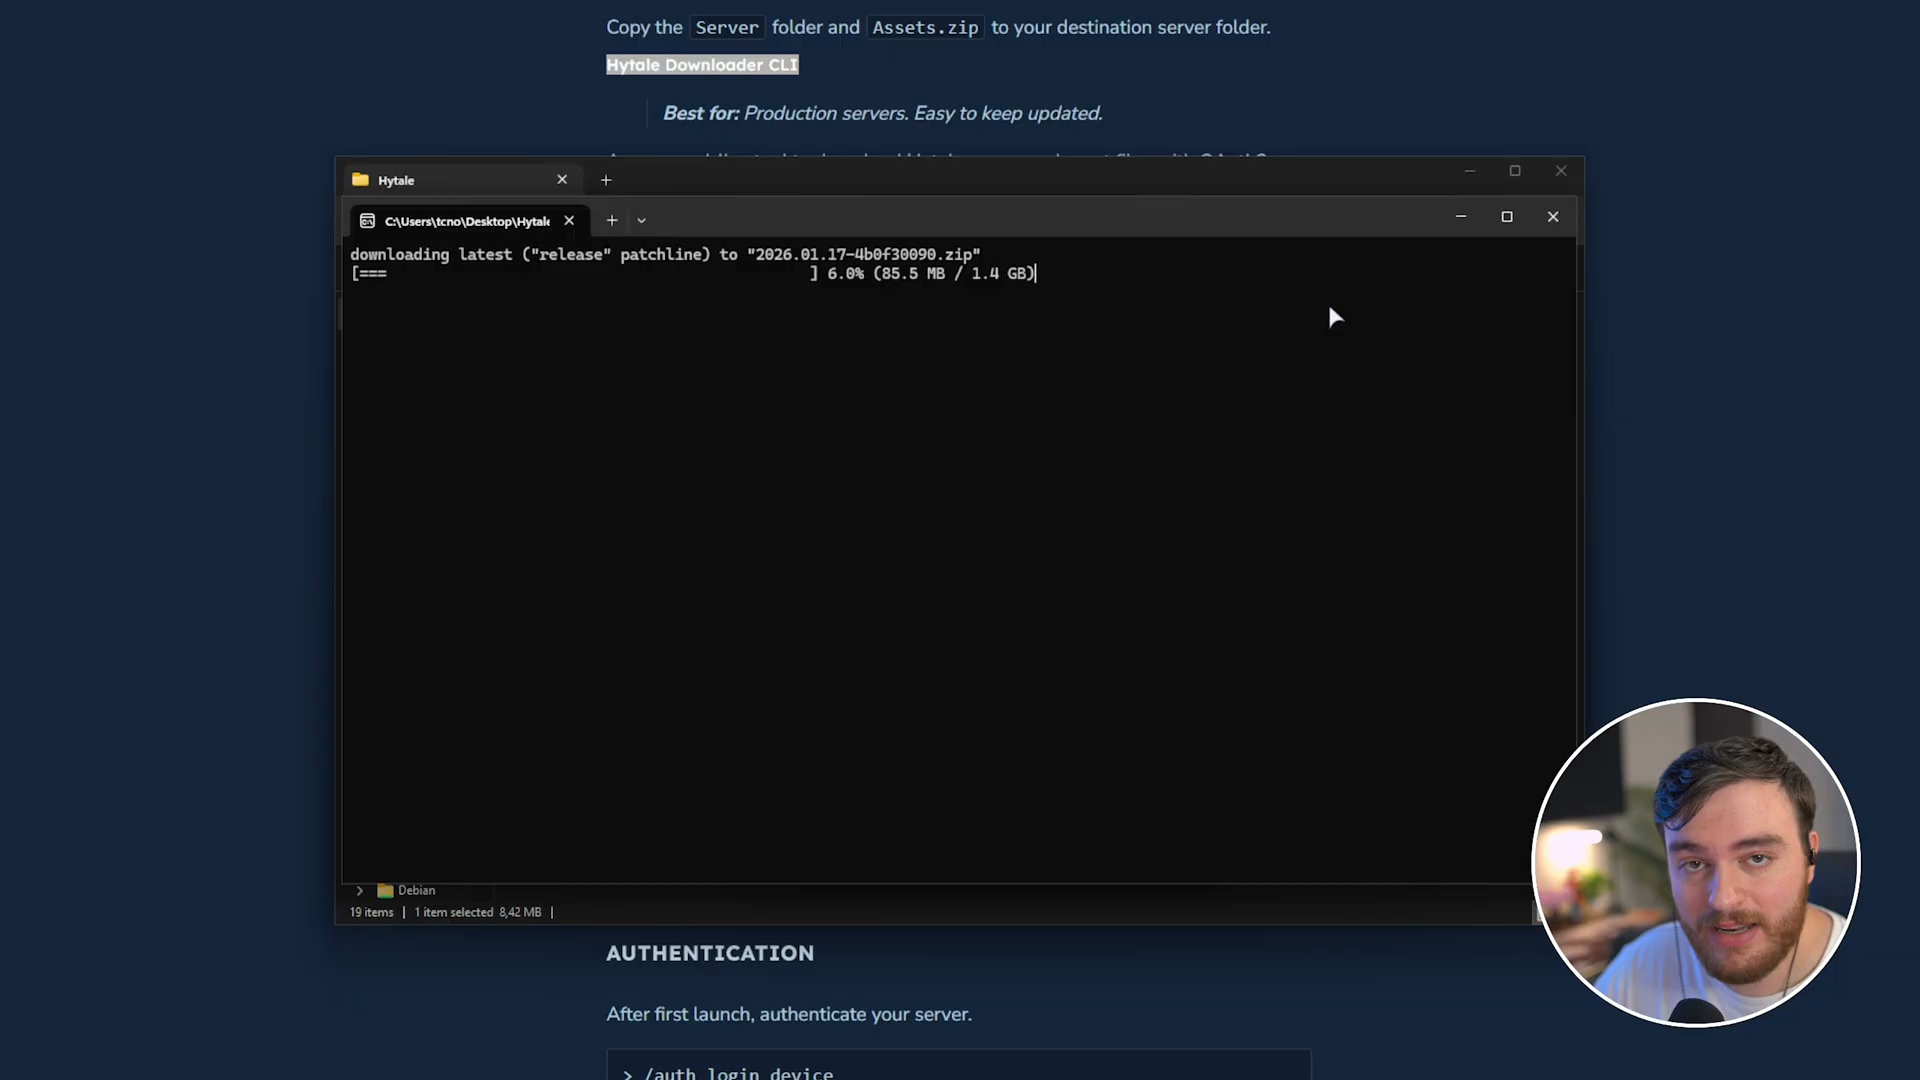 Copy the Server folder and Assets.zip to your destination server folder.
Hytale Downloader CLI
Best for: Production servers. Easy to keep updated.
Hytale
C:\Users\tcno\Desktop\Hytale
downloading latest ("release" patchline) to "2026.01.17-4b0f30090.zip"
[=== ] 6.0% (85.5 MB / 1.4 GB)
> Debian
19 items | 1 item selected 8,42 MB |
AUTHENTICATION
After first launch, authenticate your server.
> /auth login device